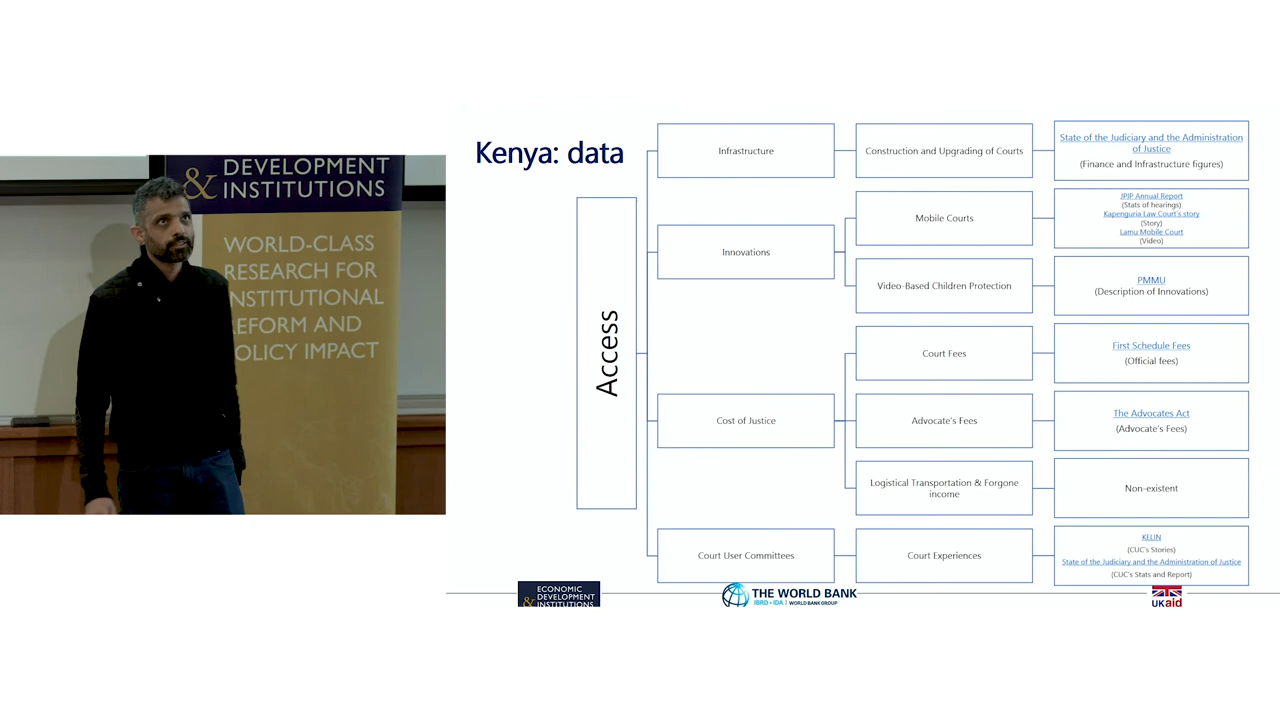 DEVELOPMENT
& INSTITUTIONS
WORLD-CLASS
RESEARCH FOR
INSTITUTIONAL
REFORM AND
POLICY IMPACT
Kenya: data
Access
Infrastructure
Construction and Upgrading of Courts
State of the Judiciary and the Administration
of Justice
(Finance and Infrastructure figures)
Innovations
Mobile Courts
JPIP Annual Report
(Stats of hearings)
Kapenguria Law Court's story
(Story)
Lamu Mobile Court
(Video)
Video-Based Children Protection
PMMU
(Description of Innovations)
Cost of Justice
Court Fees
First Schedule Fees
(Official fees)
Advocate's Fees
The Advocates Act
(Advocate's Fees)
Logistical Transportation & Forgone
income
Non-existent
Court User Committees
Court Experiences
KELIN
(CUC's Stories)
State of the Judiciary and the Administration of Justice
(CUC's Stats and Report)
ECONOMIC
DEVELOPMENT
& INSTITUTIONS
THE WORLD BANK
IBRD • IDA | WORLD BANK GROUP
UKaid